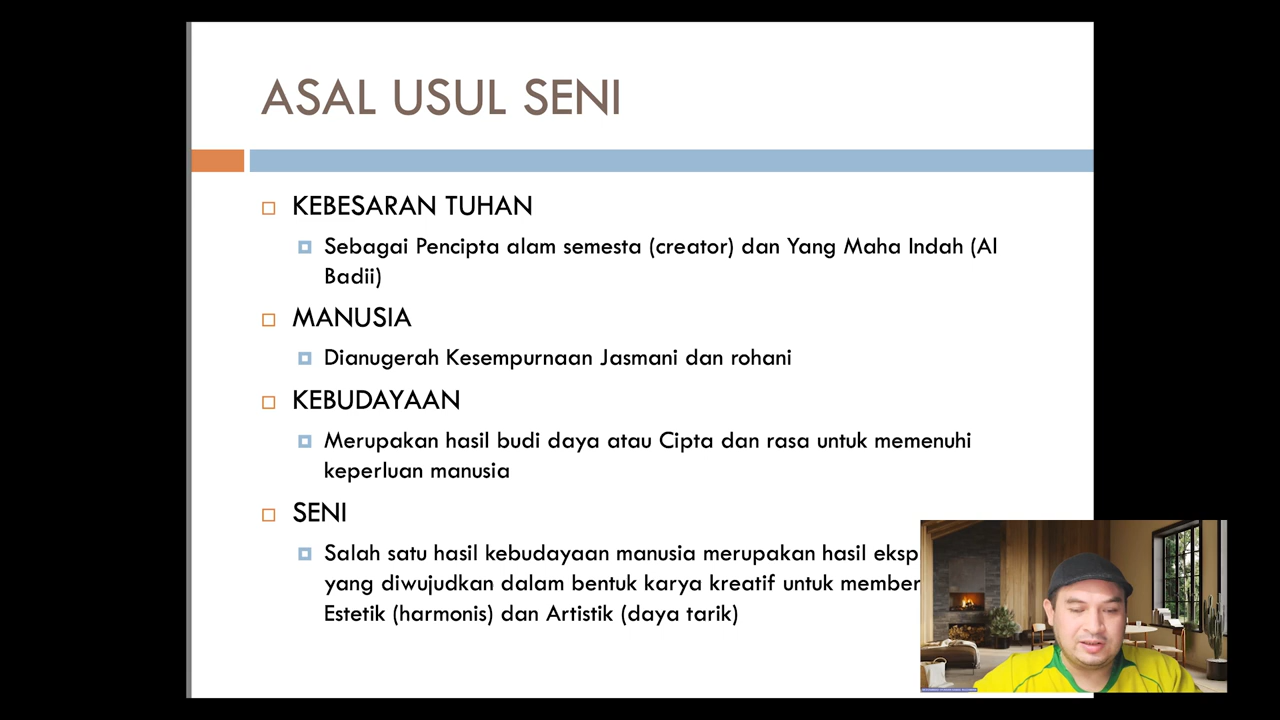 ASAL USUL SENI
KEBESARAN TUHAN
Sebagai Pencipta alam semesta (creator) dan Yang Maha Indah (Al
Badii)
MANUSIA
Dianugerah Kesempurnaan Jasmani dan rohani
KEBUDAYAAN
Merupakan hasil budi daya atau Cipta dan rasa untuk memenuhi
keperluan manusia
SENI
Salah satu hasil kebudayaan manusia merupakan hasil
yang diwujudkan dalam bentuk karya kreatif untuk
Estetik (harmonis) dan Artistik (daya tarik)